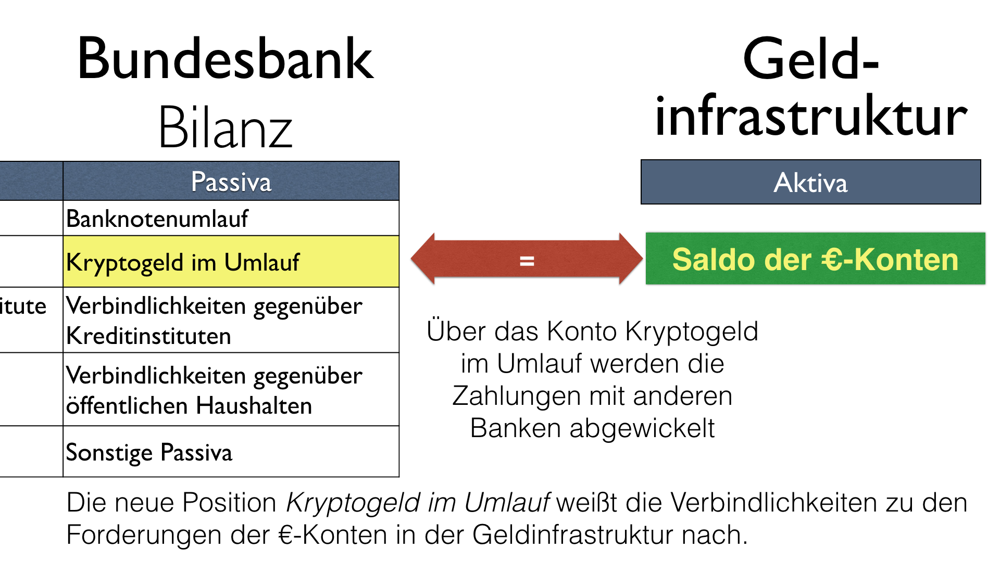 Bundesbank
Bilanz
Geld-
infrastruktur
Passiva
Banknotenumlauf
Kryptogeld im Umlauf
itute
Verbindlichkeiten gegenüber
Kreditinstituten
Verbindlichkeiten gegenüber
öffentlichen Haushalten
Sonstige Passiva
=
Aktiva
Saldo der €-Konten
Über das Konto Kryptogeld
im Umlauf werden die
Zahlungen mit anderen
Banken abgewickelt
Die neue Position Kryptogeld im Umlauf weißt die Verbindlichkeiten zu den
Forderungen der €-Konten in der Geldinfrastruktur nach.